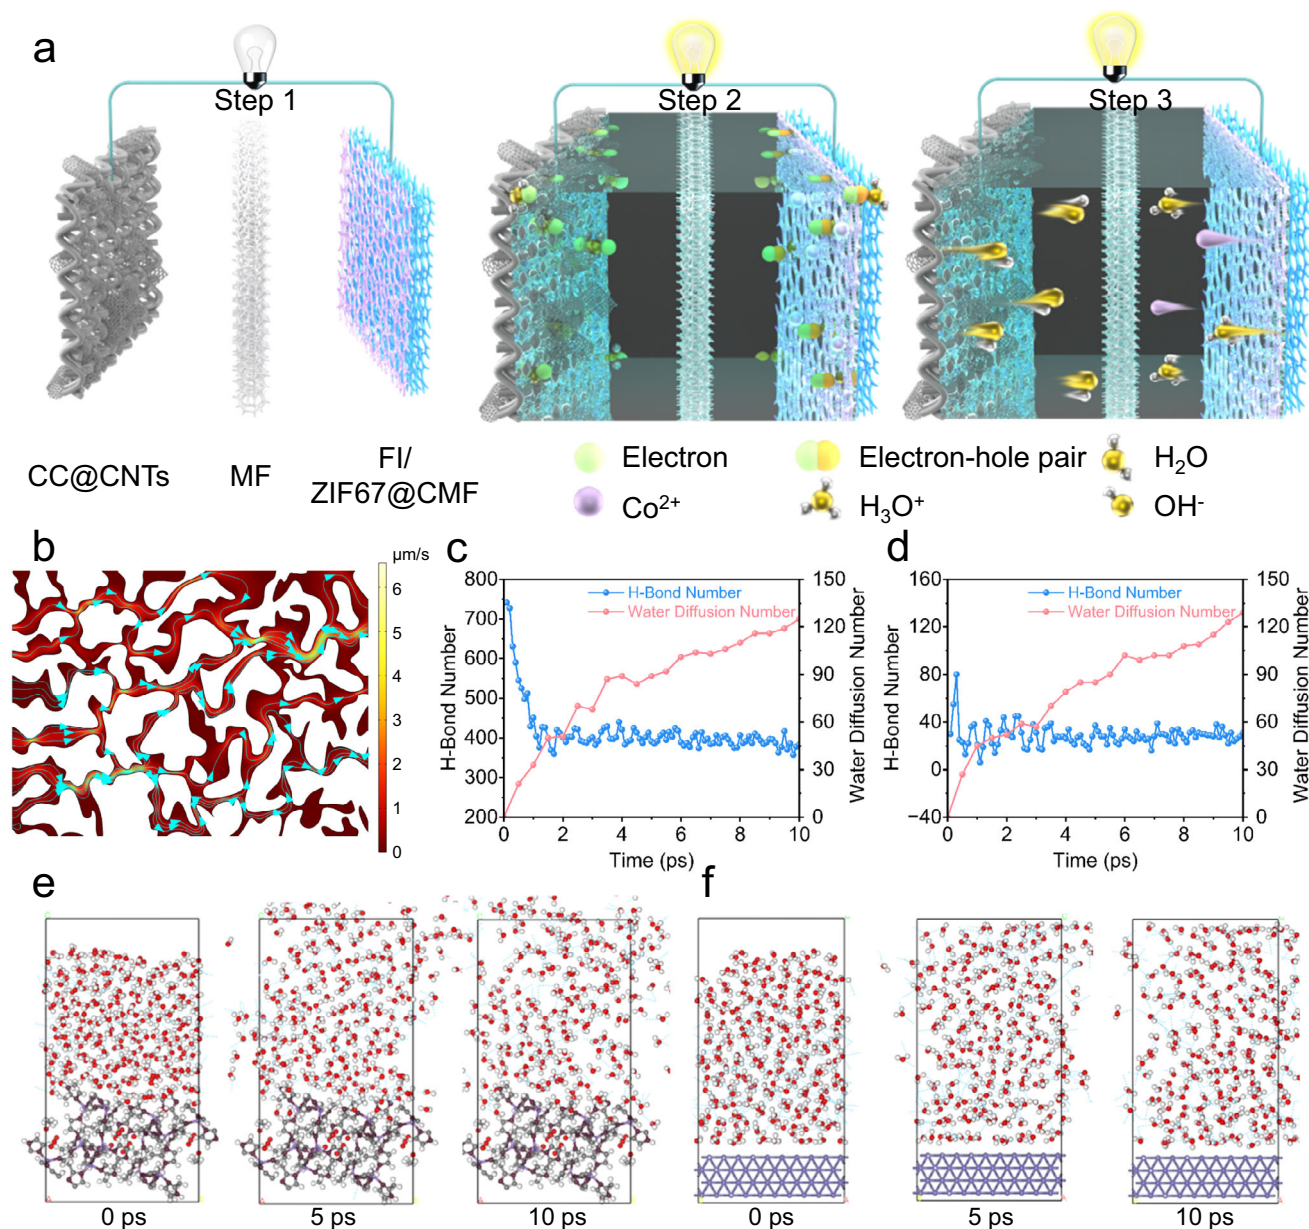 a
Step 1
Step 2
Step 3
CC@CNTs
MF
FI/
ZIF67@CMF
Electron
Electron-hole pair
H₂O
Co²⁺
H₃O⁺
OH⁻
b
µm/s
6
5
4
3
2
1
0
c
H-Bond Number
Water Diffusion Number
800
700
600
500
400
300
200
150
120
90
60
30
0
0
2
4
6
8
10
H-Bond Number
Water Diffusion Number
Time (ps)
d
H-Bond Number
Water Diffusion Number
160
120
80
40
0
−40
150
120
90
60
30
0
0
2
4
6
8
10
H-Bond Number
Water Diffusion Number
Time (ps)
e
0 ps
5 ps
10 ps
f
0 ps
5 ps
10 ps